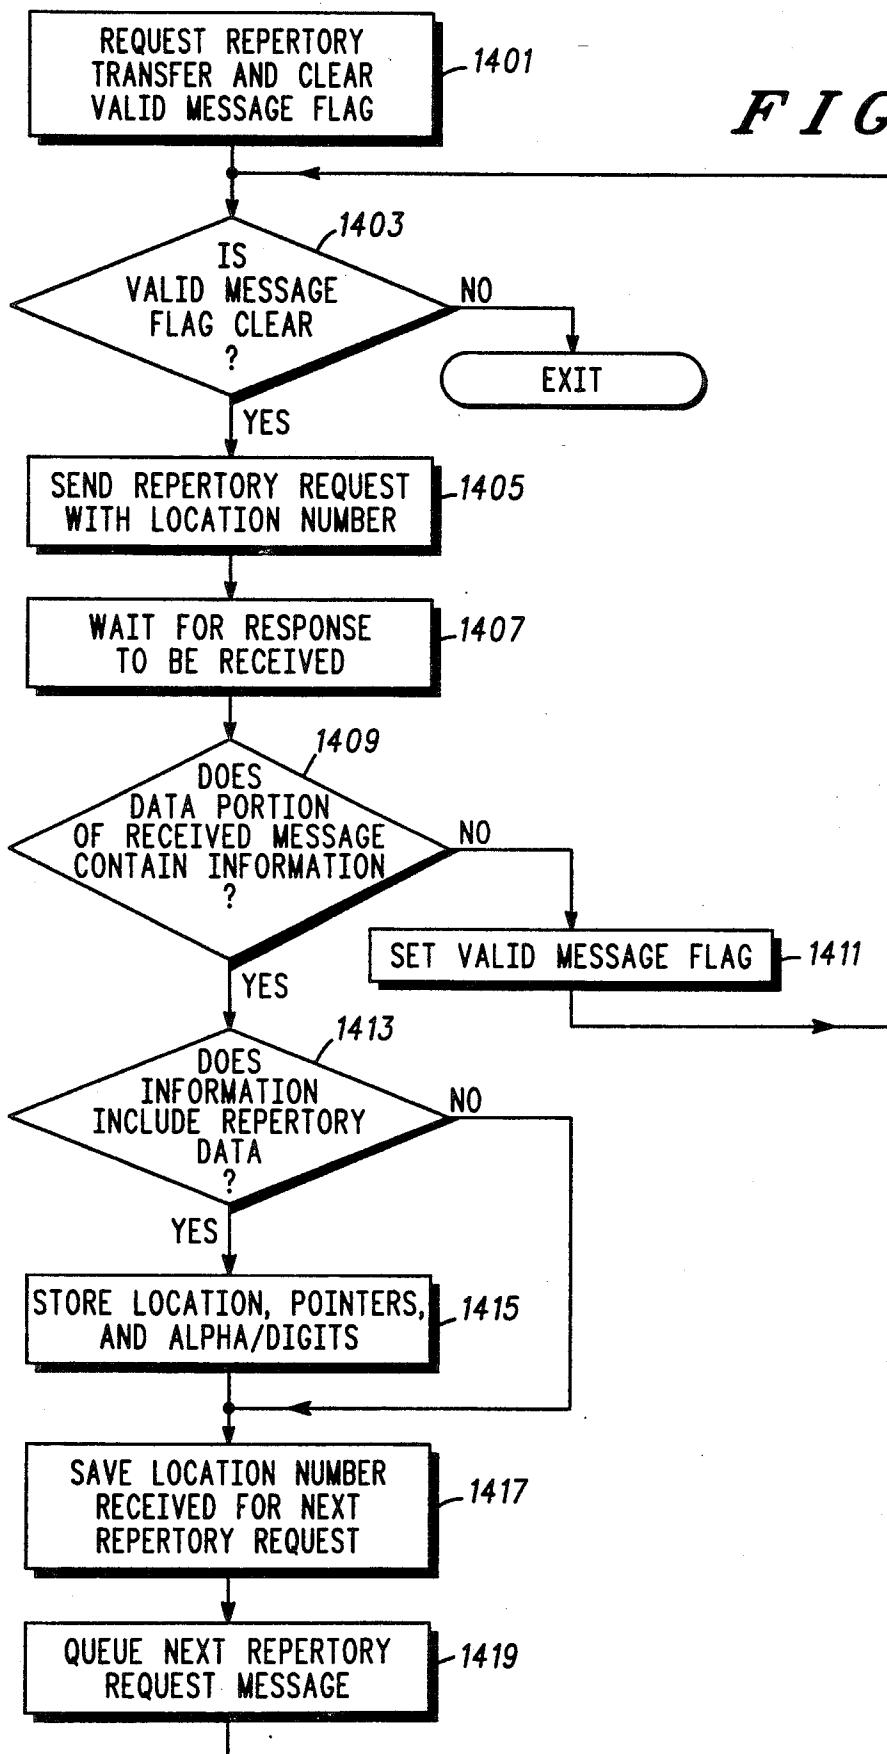 REQUEST REPERTORY
TRANSFER AND CLEAR
VALID MESSAGE FLAG
1401
FIG
1403
IS
VALID MESSAGE
FLAG CLEAR
?
NO
EXIT
YES
SEND REPERTORY REQUEST
WITH LOCATION NUMBER
1405
WAIT FOR RESPONSE
TO BE RECEIVED
1407
1409
DOES
DATA PORTION
OF RECEIVED MESSAGE
CONTAIN INFORMATION
?
NO
SET VALID MESSAGE FLAG
1411
YES
1413
DOES
INFORMATION
INCLUDE REPERTORY
DATA
?
NO
YES
STORE LOCATION, POINTERS,
AND ALPHA/DIGITS
1415
SAVE LOCATION NUMBER
RECEIVED FOR NEXT
REPERTORY REQUEST
1417
QUEUE NEXT REPERTORY
REQUEST MESSAGE
1419